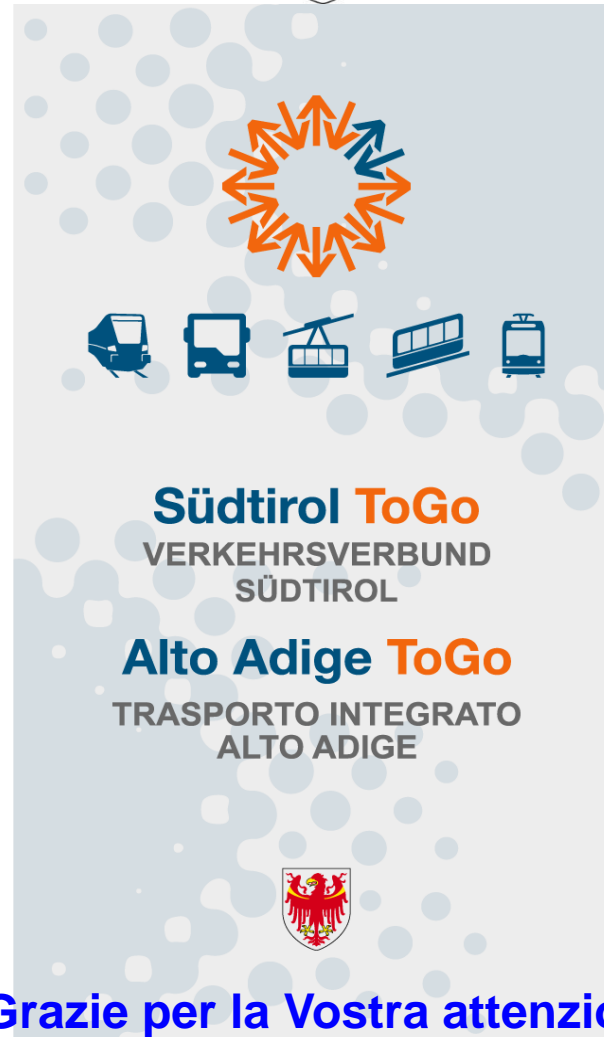 Südtirol ToGo
VERKEHRSVERBUND
SÜDTIROL
Alto Adige ToGo
TRASPORTO INTEGRATO
ALTO ADIGE
Grazie per la Vostra attenzio